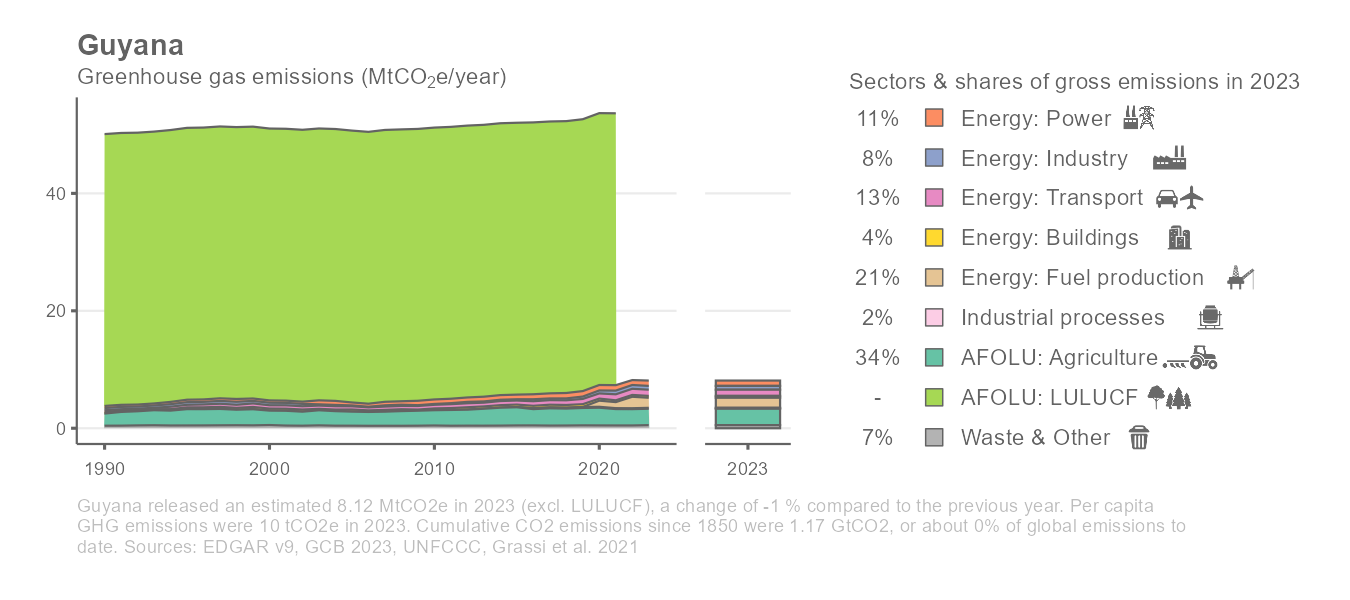 Guyana
Greenhouse gas emissions (MtCO2e/year)
40
20
0
1990
2000
2010
2020
2023
Sectors & shares of gross emissions in 2023
11% Energy: Power
8% Energy: Industry
13% Energy: Transport
4% Energy: Buildings
21% Energy: Fuel production
2% Industrial processes
34% AFOLU: Agriculture
- AFOLU: LULUCF
7% Waste & Other
Guyana released an estimated 8.12 MtCO2e in 2023 (excl. LULUCF), a change of -1 % compared to the previous year. Per capita
GHG emissions were 10 tCO2e in 2023. Cumulative CO2 emissions since 1850 were 1.17 GtCO2, or about 0% of global emissions to
date. Sources: EDGAR v9, GCB 2023, UNFCCC, Grassi et al. 2021